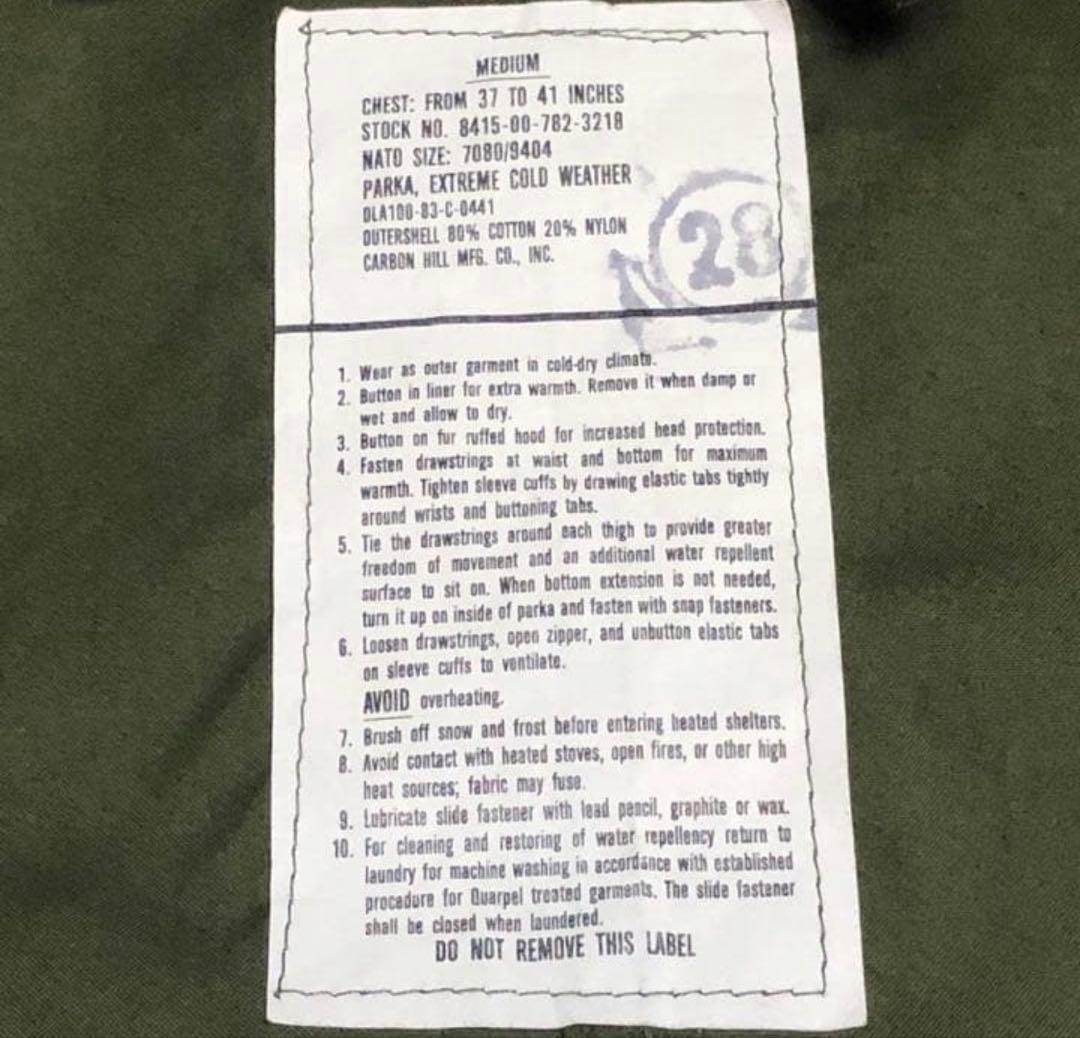 MEDIUM
CHEST: FROM 37 TO 41 INCHES
STOCK NO. 8415-00-782-3218
NATO SIZE: 7080/9404
PARKA, EXTREME COLD WEATHER
DLA100-83-C-0441
OUTERSHELL 80% COTTON 20% NYLON
CARBON HILL MFG. CO., INC.
28
1. Wear as outer garment in cold-dry climate.
2. Button in liner for extra warmth. Remove it when damp or
wet and allow to dry.
3. Button on fur ruffed hood for increased head protection.
4. Fasten drawstrings at waist and bottom for maximum
warmth. Tighten sleeve cuffs by drawing elastic tabs tightly
around wrists and buttoning tabs.
5. Tie the drawstrings around each thigh to provide greater
freedom of movement and an additional water repellent
surface to sit on. When bottom extension is not needed,
turn it up on inside of parka and fasten with snap fasteners.
6. Loosen drawstrings, open zipper, and unbutton elastic tabs
on sleeve cuffs to ventilate.
AVOID overheating.
7. Brush off snow and frost before entering heated shelters.
8. Avoid contact with heated stoves, open fires, or other high
heat sources; fabric may fuse.
9. Lubricate slide fastener with lead pencil, graphite or wax.
10. For cleaning and restoring of water repellency return to
laundry for machine washing in accordance with established
procedure for Quarpel treated garments. The slide fastener
shall be closed when laundered.
DO NOT REMOVE THIS LABEL